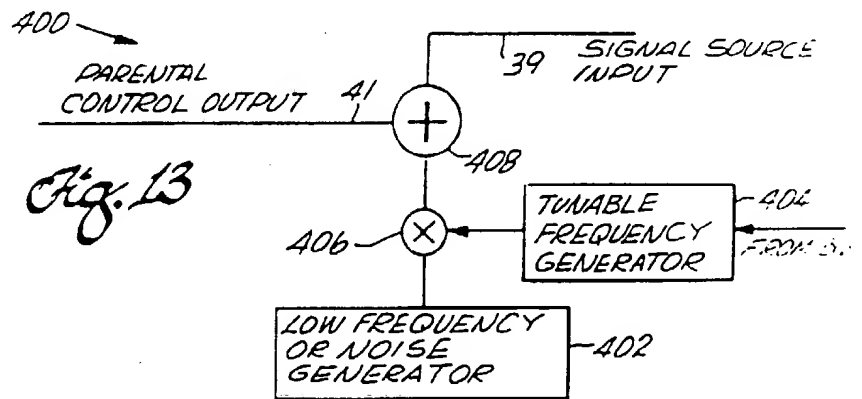 400
39
SIGNAL SOURCE
INPUT
PARENTAL
CONTROL OUTPUT
41
+
408
Fig. 13
406
×
TUNABLE
FREQUENCY
GENERATOR
404
FROM
LOW FREQUENCY
OR NOISE
GENERATOR
402